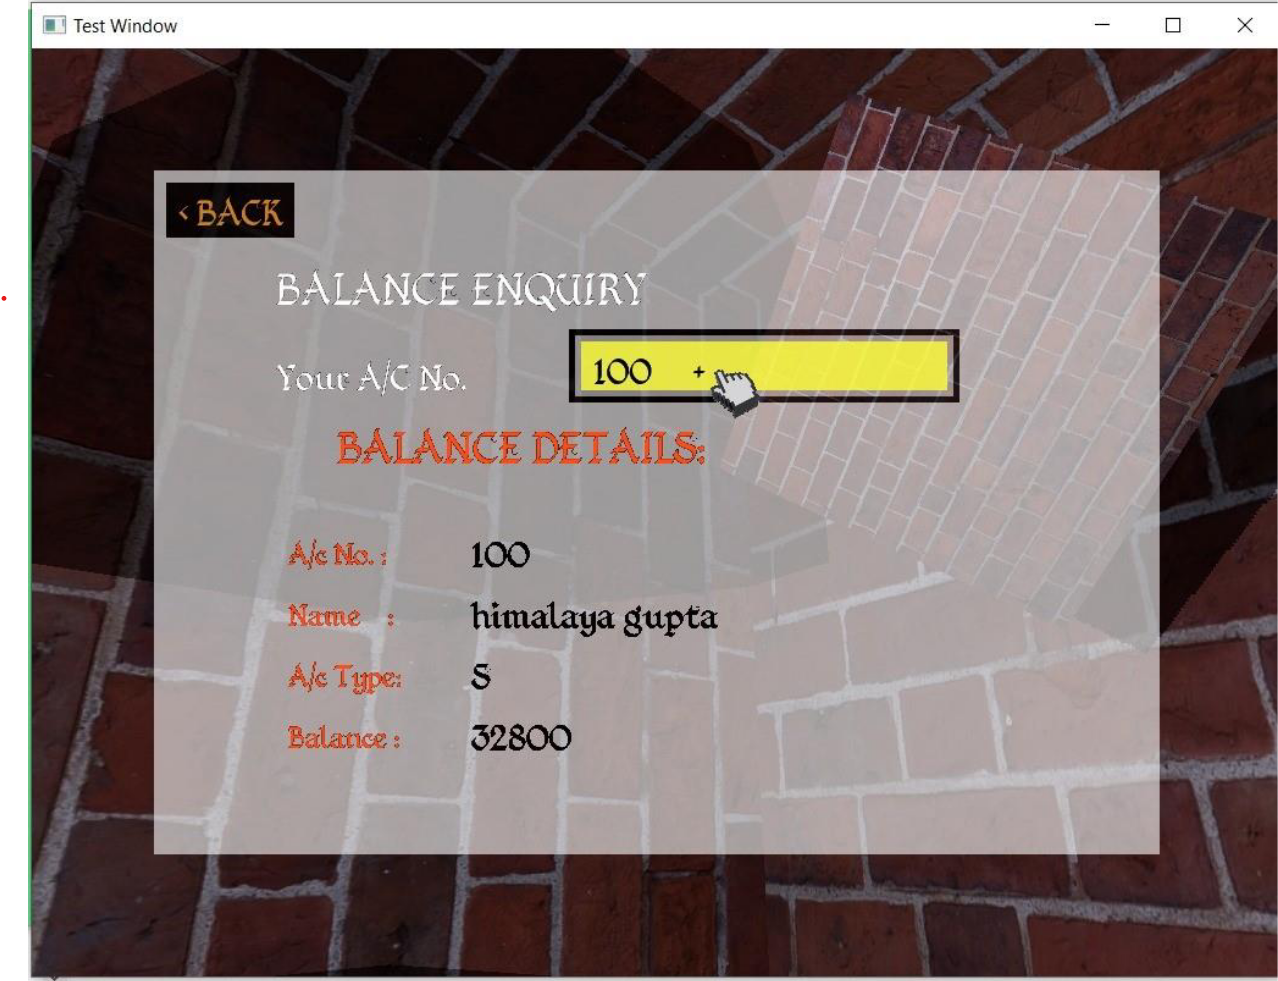 Test Window
< BACK
BALANCE ENQUIRY
Your A/C No. 100
BALANCE DETAILS:
A/c No. : 100
Name : himalaya gupta
A/c Type: S
Balance : 32800